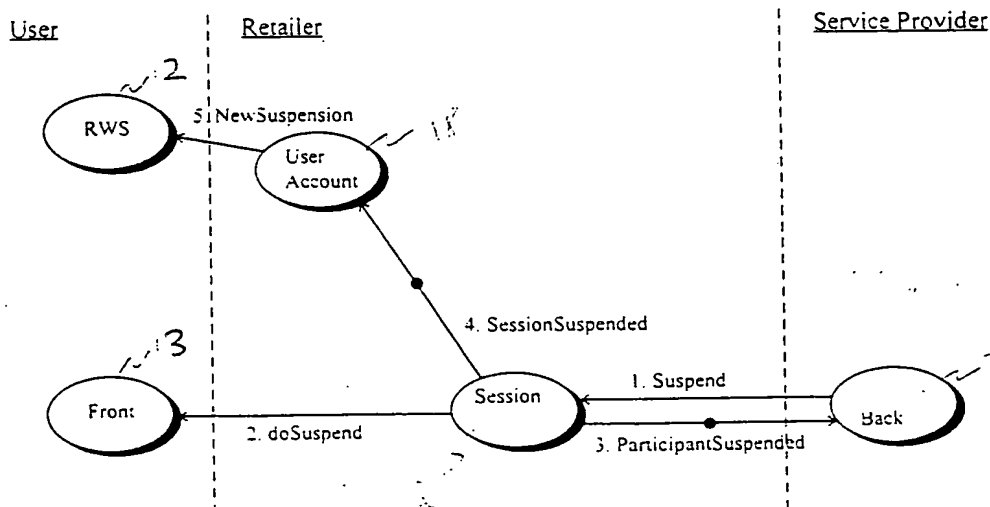 User
Retailer
Service Provider
2
RWS
5. NewSuspension
18
User
Account
4. SessionSuspended
3
Front
2. doSuspend
Session
1. Suspend
3. ParticipantSuspended
Back